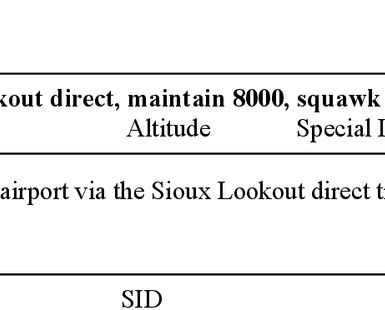 kout direct, maintain 8000, squawk
Altitude Special
airport via the Sioux Lookout direct
SID